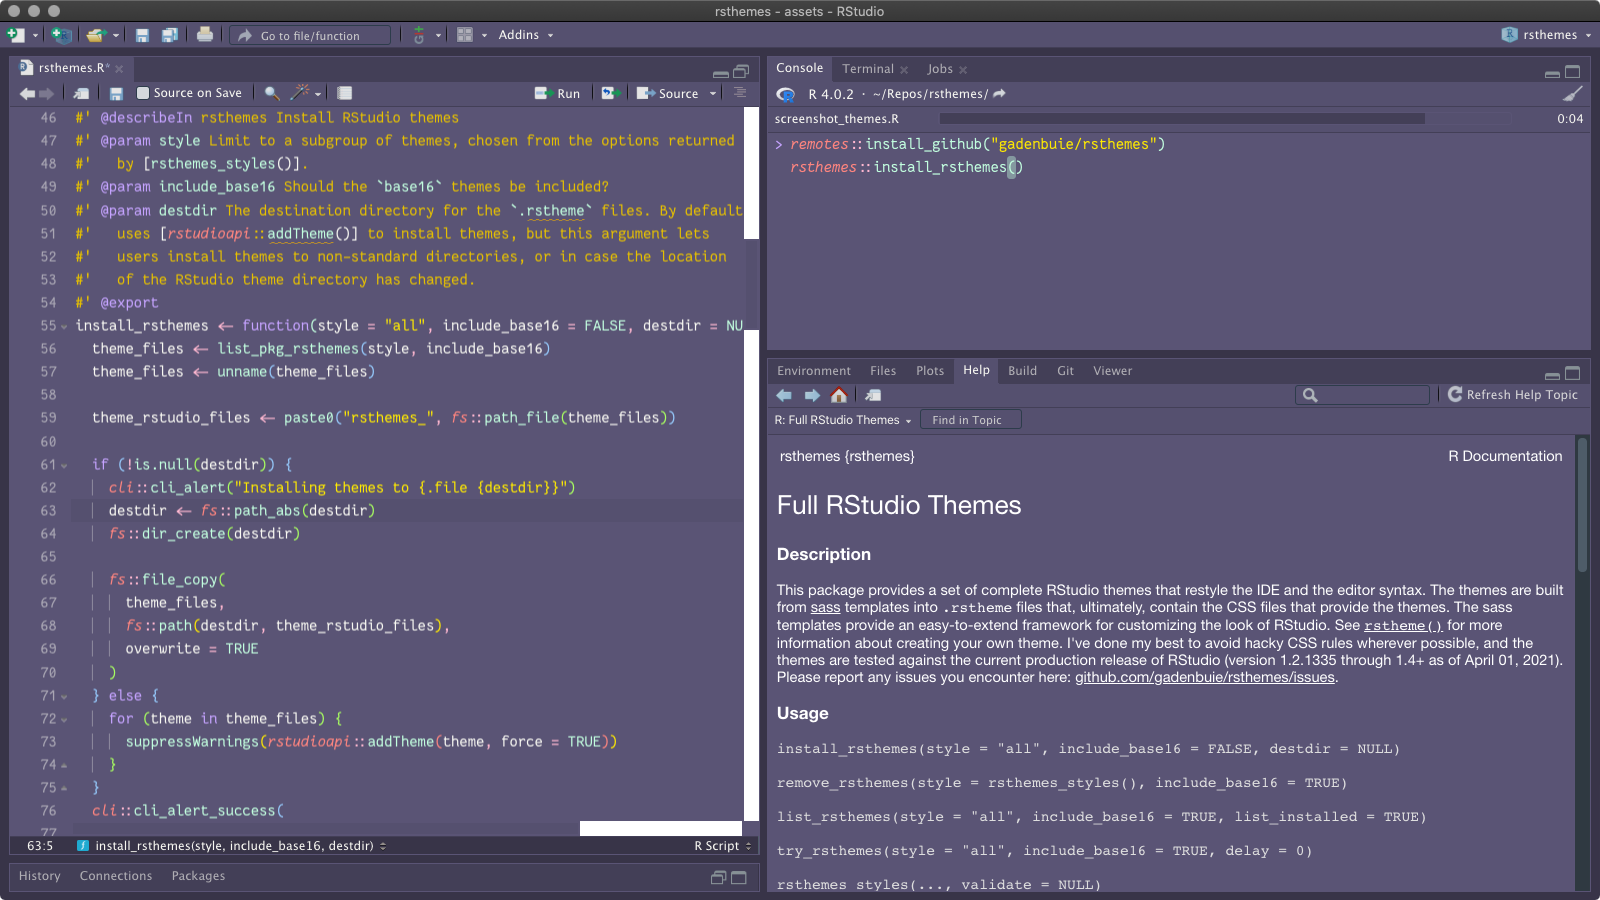 rsthemes - assets - RStudio
Go to file/function
Addins
rsthemes
rsthemes.R*
Source on Save
Run
Source
46 #' @describeIn rsthemes Install RStudio themes
47 #' @param style Limit to a subgroup of themes, chosen from the options returned
48 #'   by [rsthemes_styles()].
49 #' @param include_base16 Should the `base16` themes be included?
50 #' @param destdir The destination directory for the `.rstheme` files. By default
51 #'   uses [rstudioapi::addTheme()] to install themes, but this argument lets
52 #'   users install themes to non-standard directories, or in case the location
53 #'   of the RStudio theme directory has changed.
54 #' @export
55 install_rsthemes <- function(style = "all", include_base16 = FALSE, destdir = NU
56   theme_files <- list_pkg_rsthemes(style, include_base16)
57   theme_files <- unname(theme_files)
58
59   theme_rstudio_files <- paste0("rsthemes_", fs::path_file(theme_files))
60
61   if (!is.null(destdir)) {
62     cli::cli_alert("Installing themes to {.file {destdir}}")
63     destdir <- fs::path_abs(destdir)
64     fs::dir_create(destdir)
65
66     fs::file_copy(
67       theme_files,
68       fs::path(destdir, theme_rstudio_files),
69       overwrite = TRUE
70     )
71   } else {
72     for (theme in theme_files) {
73       suppressWarnings(rstudioapi::addTheme(theme, force = TRUE))
74     }
75   }
76   cli::cli_alert_success(
77
63:5 install_rsthemes(style, include_base16, destdir) R Script
History Connections Packages
Console Terminal Jobs
R 4.0.2 · ~/Repos/rsthemes/
screenshot_themes.R 0:04
> remotes::install_github("gadenbuie/rsthemes")
rsthemes::install_rsthemes()
Environment Files Plots Help Build Git Viewer
Refresh Help Topic
R: Full RStudio Themes Find in Topic
rsthemes {rsthemes} R Documentation
Full RStudio Themes
Description
This package provides a set of complete RStudio themes that restyle the IDE and the editor syntax. The themes are built
from sass templates into .rstheme files that, ultimately, contain the CSS files that provide the themes. The sass
templates provide an easy-to-extend framework for customizing the look of RStudio. See rstheme() for more
information about creating your own theme. I've done my best to avoid hacky CSS rules wherever possible, and the
themes are tested against the current production release of RStudio (version 1.2.1335 through 1.4+ as of April 01, 2021).
Please report any issues you encounter here: github.com/gadenbuie/rsthemes/issues.
Usage
install_rsthemes(style = "all", include_base16 = FALSE, destdir = NULL)
remove_rsthemes(style = rsthemes_styles(), include_base16 = TRUE)
list_rsthemes(style = "all", include_base16 = TRUE, list_installed = TRUE)
try_rsthemes(style = "all", include_base16 = TRUE, delay = 0)
rsthemes_styles(..., validate = NULL)